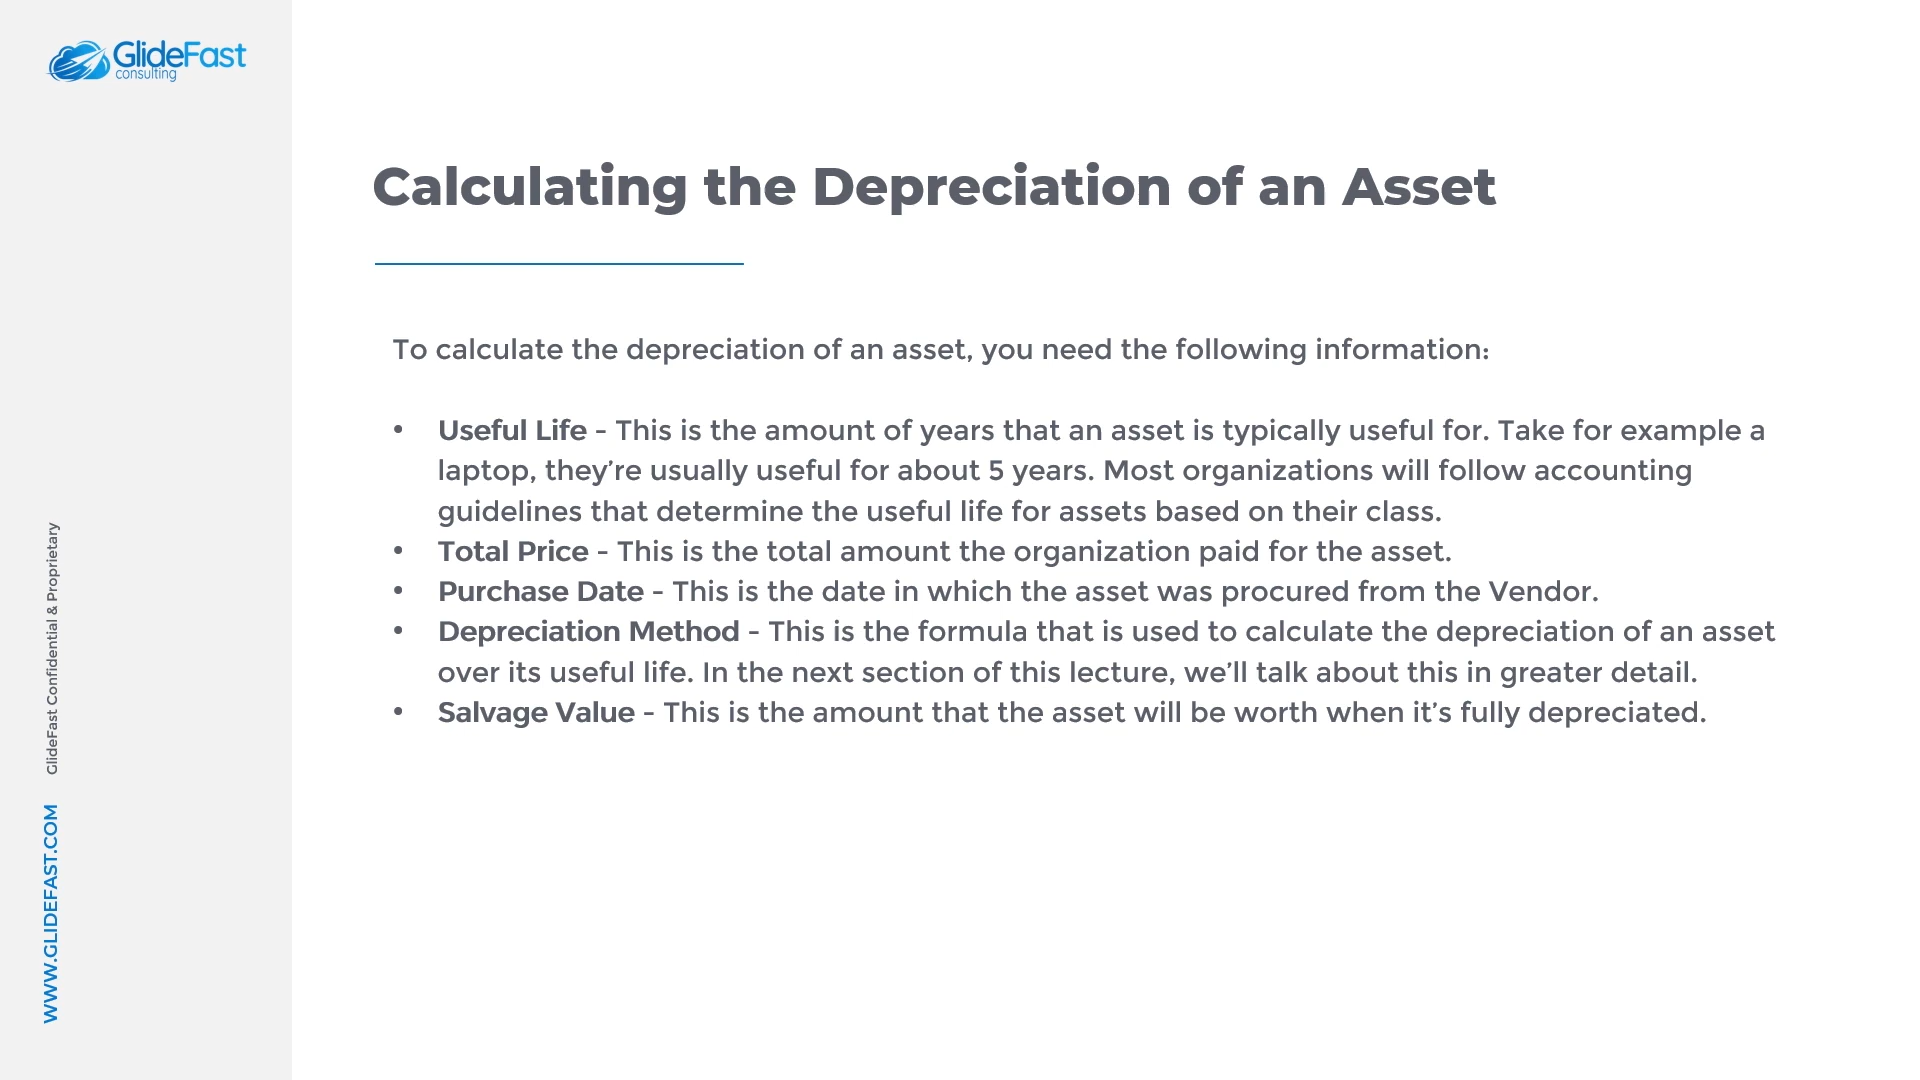 GlideFast
consulting
Calculating the Depreciation of an Asset
To calculate the depreciation of an asset, you need the following information:
• Useful Life - This is the amount of years that an asset is typically useful for. Take for example a
laptop, they’re usually useful for about 5 years. Most organizations will follow accounting
guidelines that determine the useful life for assets based on their class.
• Total Price - This is the total amount the organization paid for the asset.
• Purchase Date - This is the date in which the asset was procured from the Vendor.
• Depreciation Method - This is the formula that is used to calculate the depreciation of an asset
over its useful life. In the next section of this lecture, we’ll talk about this in greater detail.
• Salvage Value - This is the amount that the asset will be worth when it’s fully depreciated.
WWW.GLIDEFAST.COM GlideFast Confidential & Proprietary